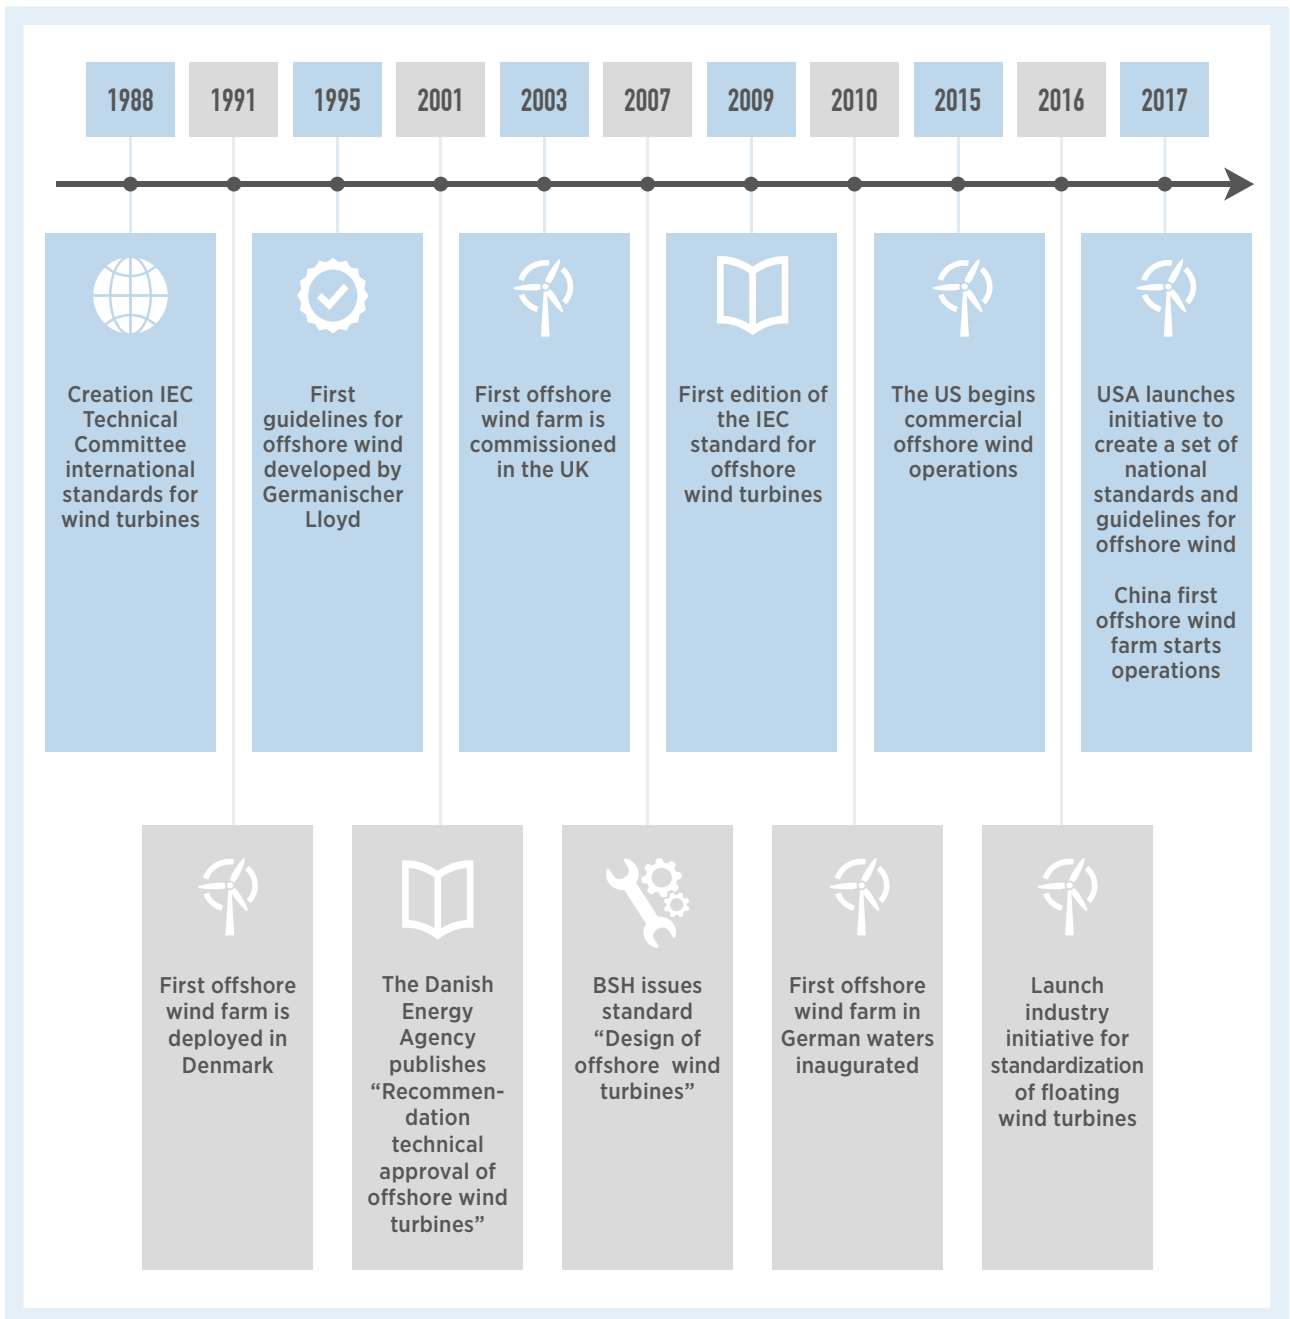 1988
1991
1995
2001
2003
2007
2009
2010
2015
2016
2017
Creation IEC
Technical
Committee
international
standards for
wind turbines
First
guidelines for
offshore wind
developed by
Germanischer
Lloyd
First offshore
wind farm is
commissioned
in the UK
First edition of
the IEC
standard for
offshore
wind turbines
The US begins
commercial
offshore wind
operations
USA launches
initiative to
create a set of
national
standards and
guidelines for
offshore wind
China first
offshore wind
farm starts
operations
First offshore
wind farm is
deployed in
Denmark
The Danish
Energy
Agency
publishes
“Recommen-
dation
technical
approval of
offshore wind
turbines”
BSH issues
standard
“Design of
offshore  wind
turbines”
First offshore
wind farm in
German waters
inaugurated
Launch
industry
initiative for
standardization
of floating
wind turbines